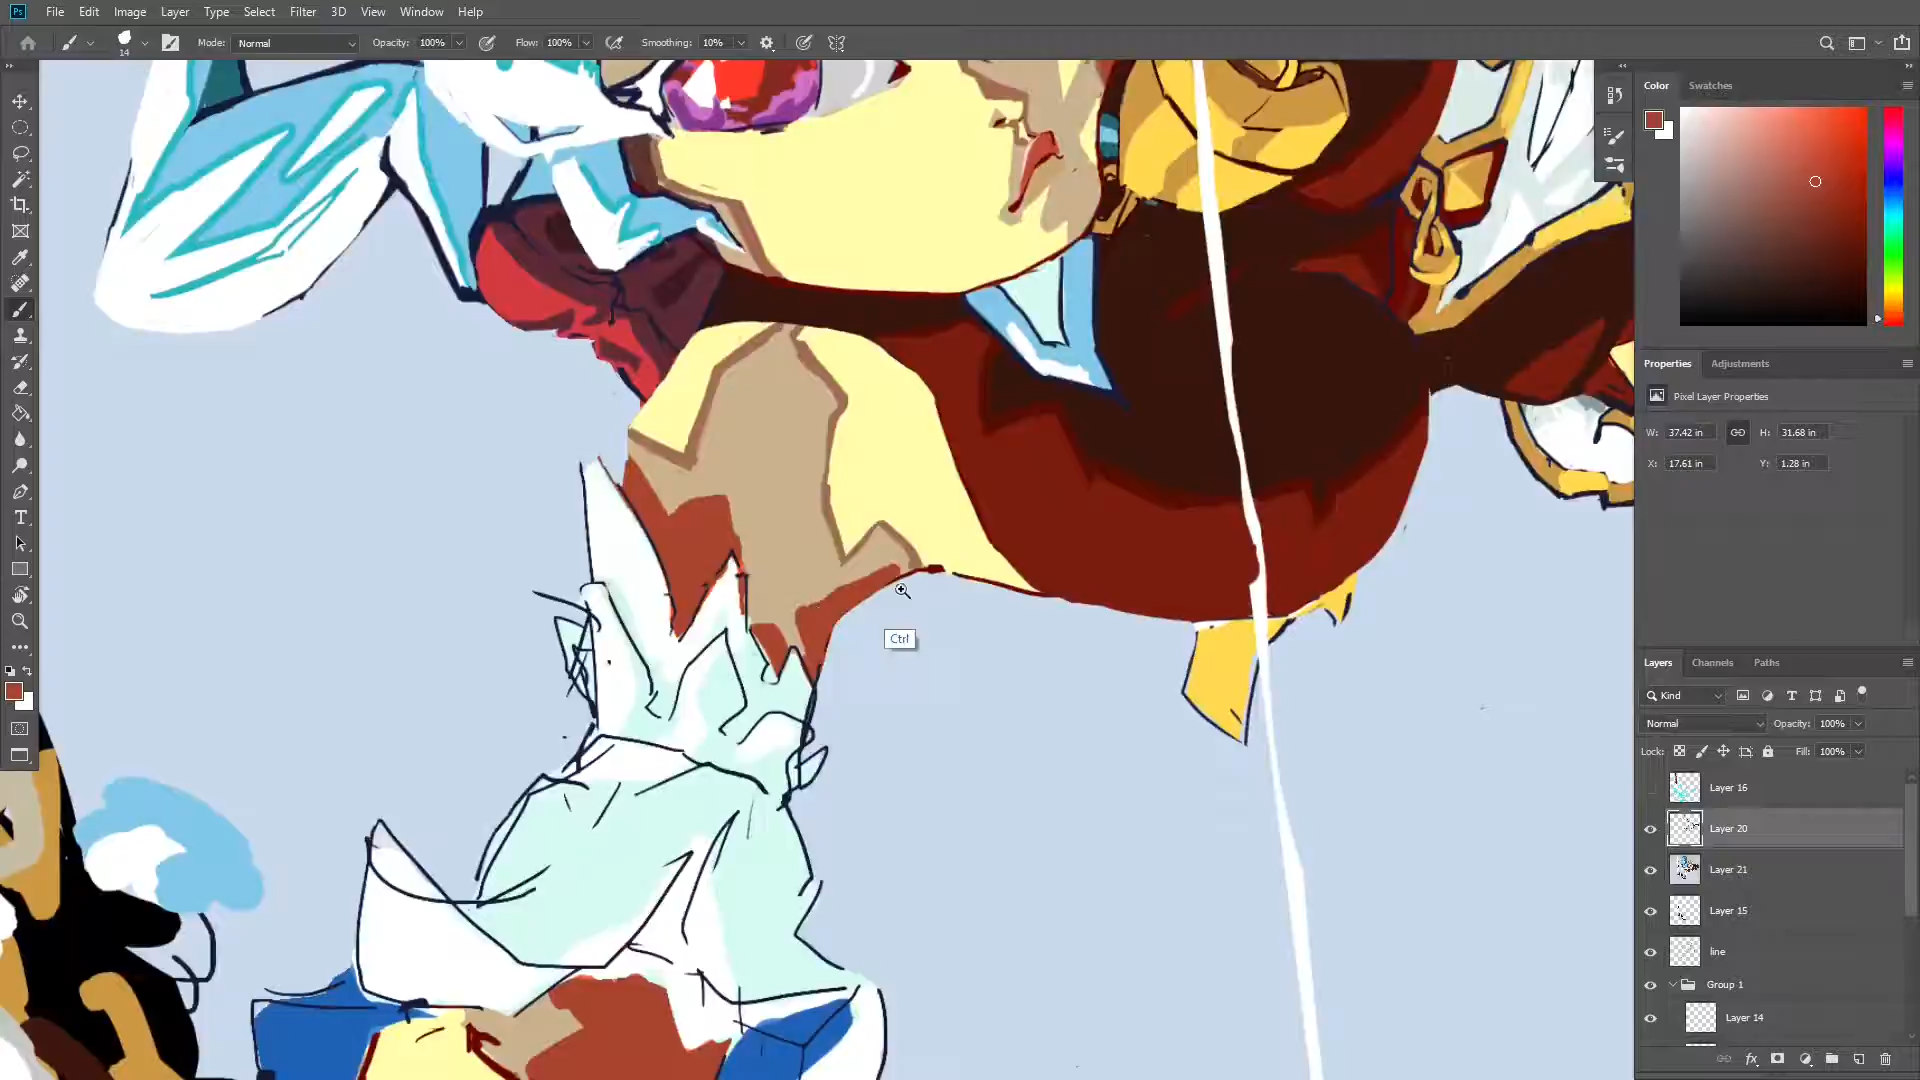 Ps File Edit Image Layer Type Select Filter 3D View Window Help
14 Mode: Normal Opacity: 100% Flow: 100% Smoothing: 10%
Color Swatches
Properties Adjustments
Pixel Layer Properties
W: 37.42 in H: 31.68 in
X: 17.61 in Y: 1.28 in
Ctrl
Layers Channels Paths
Kind
Normal Opacity: 100%
Lock: Fill: 100%
Layer 16
Layer 20
Layer 21
Layer 15
line
Group 1
Layer 14